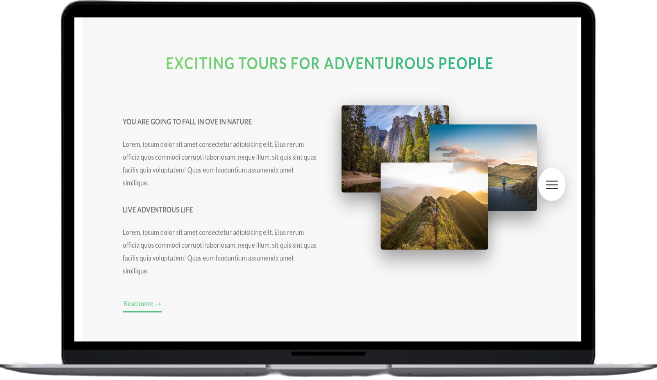 EXCITING TOURS FOR ADVENTUROUS PEOPLE
YOU ARE GOING TO FALL IN OVE IN NATURE
Lorem, ipsum dolor sit amet consectetur adipisicing elit. Eius rerum
officia quos commodi corrupti laboriosam, neque illum, sit quis sint quas
facilis quia voluptatem! Quas eum laudantium assumenda amet
similique.
LIVE ADVENTROUS LIFE
Lorem, ipsum dolor sit amet consectetur adipisicing elit. Eius rerum
officia quos commodi corrupti laboriosam, neque illum, sit quis sint quas
facilis quia voluptatem! Quas eum laudantium assumenda amet
similique.
Read more →